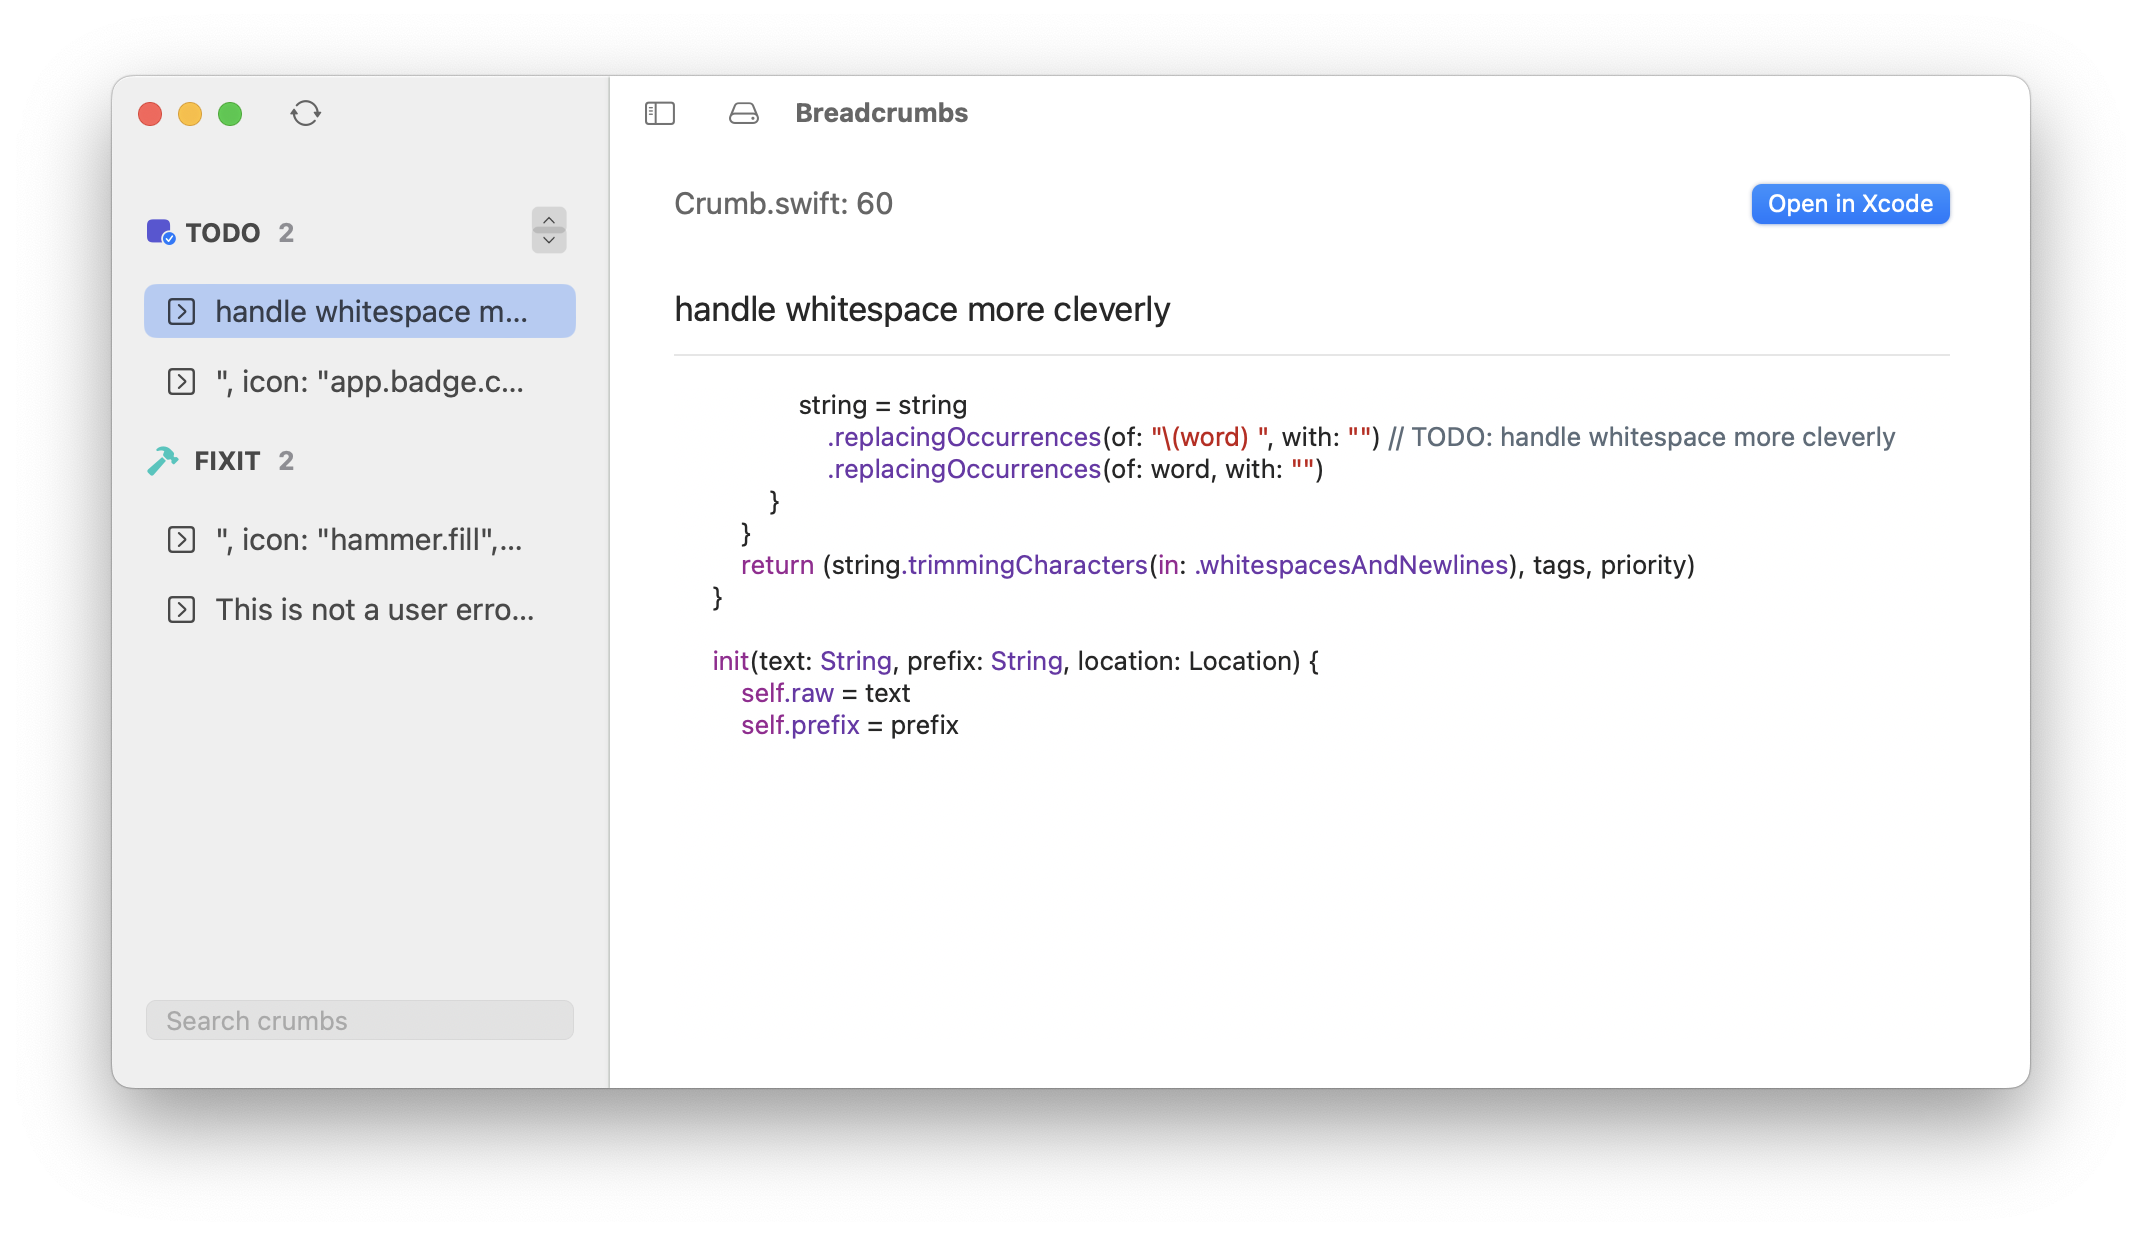 Breadcrumbs
TODO 2
handle whitespace m...
", icon: "app.badge.c...
FIXIT 2
", icon: "hammer.fill",...
This is not a user erro...
Search crumbs
Crumb.swift: 60
Open in Xcode
handle whitespace more cleverly
string = string
.replacingOccurrences(of: "\(word) ", with: "") // TODO: handle whitespace more cleverly
.replacingOccurrences(of: word, with: "")
}
}
return (string.trimmingCharacters(in: .whitespacesAndNewlines), tags, priority)
}
init(text: String, prefix: String, location: Location) {
self.raw = text
self.prefix = prefix